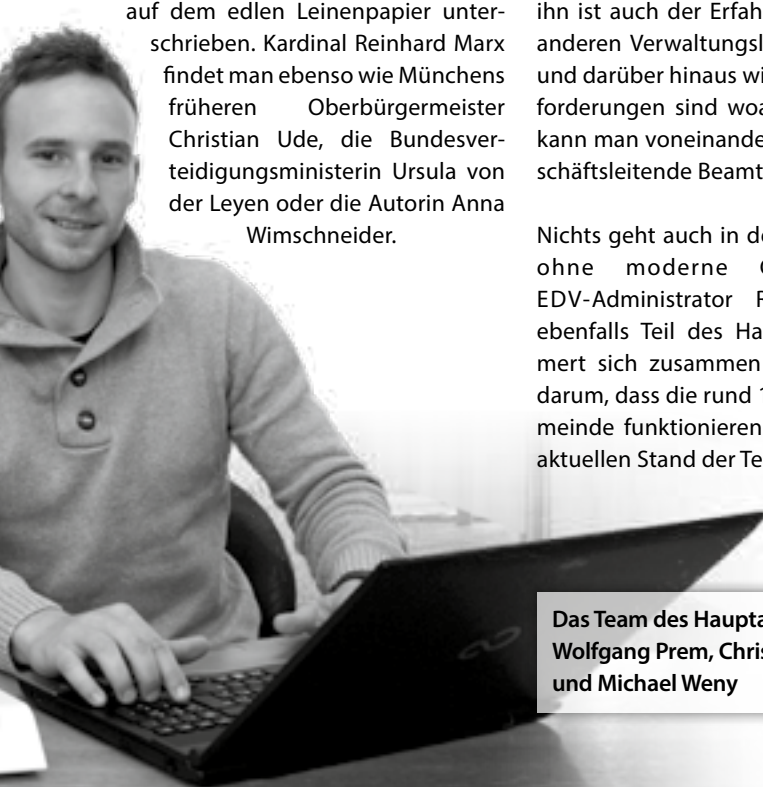 auf dem edlen Leinenpapier unter-
schrieben. Kardinal Reinhard Marx
findet man ebenso wie Münchens
früheren Oberbürgermeister
Christian Ude, die Bundesver-
teidigungsministerin Ursula von
der Leyen oder die Autorin Anna
Wimschneider.
ihn ist auch der Erfah
anderen Verwaltungsl
und darüber hinaus wi
forderungen sind woa
kann man voneinande
schäftsleitende Beamt
Nichts geht auch in de
ohne moderne
EDV-Administrator
ebenfalls Teil des Ha
mert sich zusammen
darum, dass die rund 1
meinde funktionieren
aktuellen Stand der Te
Das Team des Haupta
Wolfgang Prem, Chris
und Michael Weny